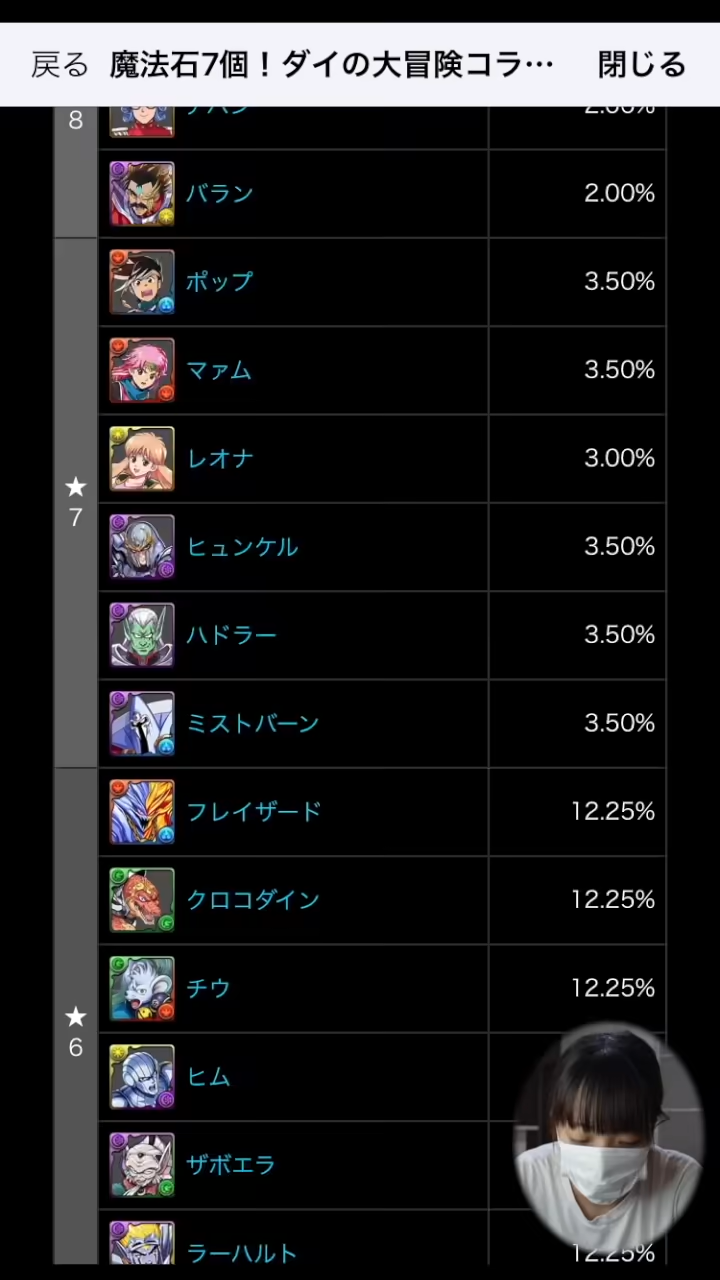 戻る 魔法石7個！ダイの大冒険コラ… 閉じる
8
バラン 2.00%
ポップ 3.50%
マァム 3.50%
レオナ 3.00%
★
7
ヒュンケル 3.50%
ハドラー 3.50%
ミストバーン 3.50%
フレイザード 12.25%
クロコダイン 12.25%
チウ 12.25%
★
6
ヒム
ザボエラ
ラーハルト 12.25%